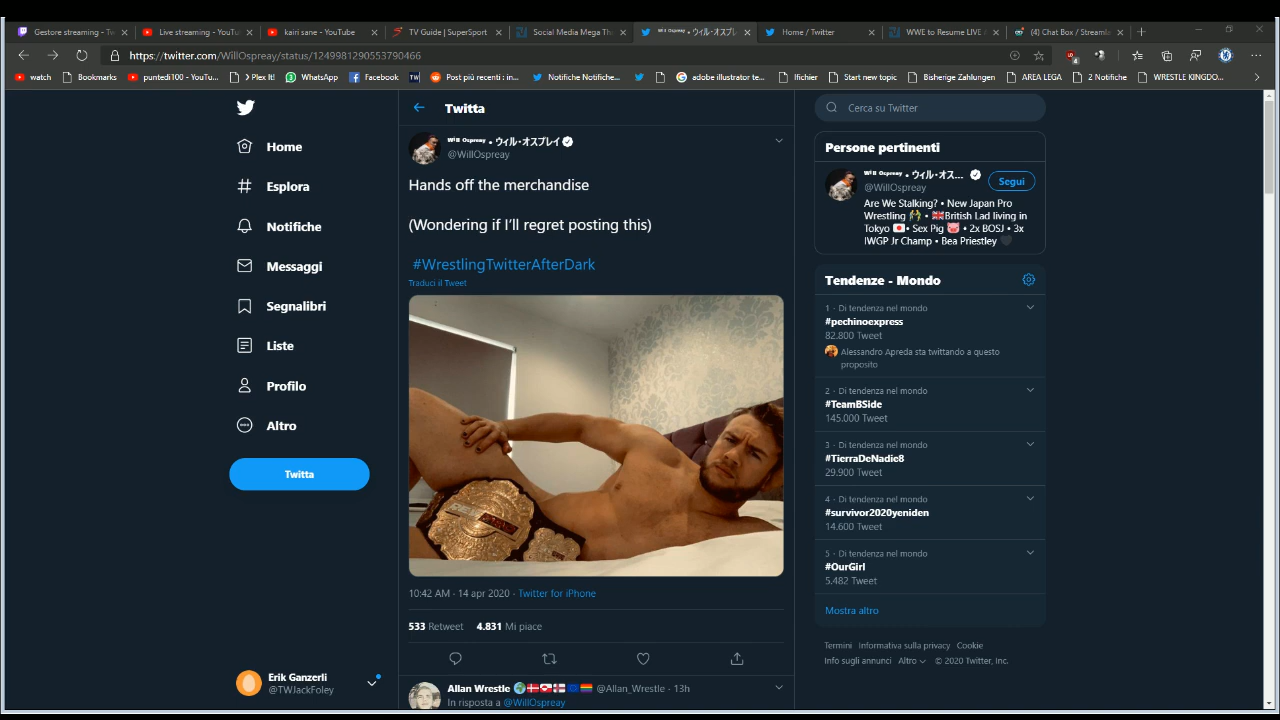 Gestore streaming - Tw
Live streaming - YouTu
kairi sane - YouTube
TV Guide | SuperSport
Social Media Mega Th
ウィル・オスプレイ
Home / Twitter
WWE to Resume LIVE
(4) Chat Box / Streamla
https://twitter.com/WillOspreay/status/1249981290553790466
watch
Bookmarks
puntedi100 - YouTu...
Plex It!
WhatsApp
Facebook
TW
Post più recenti : i n...
Notifiche Notifiche...
adobe illustrator te...
Ifichier
Start new topic
Bisherige Zahlungen
AREA LEGA
2 Notifiche
WRESTLE KINGDO...
Home
Esplora
Notifiche
Messaggi
Segnalibri
Liste
Profilo
Altro
Twitta
Erik Ganzerli
@TWJackFoley
Twitta
Will Ospreay • ウィル・オスプレイ
@WillOspreay
Hands off the merchandise
(Wondering if I'll regret posting this)
#WrestlingTwitterAfterDark
Traduci il Tweet
10:42 AM · 14 apr 2020 · Twitter for iPhone
533 Retweet 4.831 Mi piace
Allan Wrestle @Allan_Wrestle · 13h
In risposta a @WillOspreay
Cerca su Twitter
Persone pertinenti
Will Ospreay • ウィル・オス...
@WillOspreay
Segui
Are We Stalking? • New Japan Pro
Wrestling • British Lad living in
Tokyo • Sex Pig • 2x BOSJ • 3x
IWGP Jr Champ • Bea Priestley
Tendenze - Mondo
1 · Di tendenza nel mondo
#pechinoexpress
82.800 Tweet
Alessandro Apreda sta twittando a questo
proposito
2 · Di tendenza nel mondo
#TeamBSide
145.000 Tweet
3 · Di tendenza nel mondo
#TierraDeNadie8
29.900 Tweet
4 · Di tendenza nel mondo
#survivor2020yeniden
14.600 Tweet
5 · Di tendenza nel mondo
#OurGirl
5.482 Tweet
Mostra altro
Termini Informativa sulla privacy Cookie
Info sugli annunci Altro © 2020 Twitter, Inc.